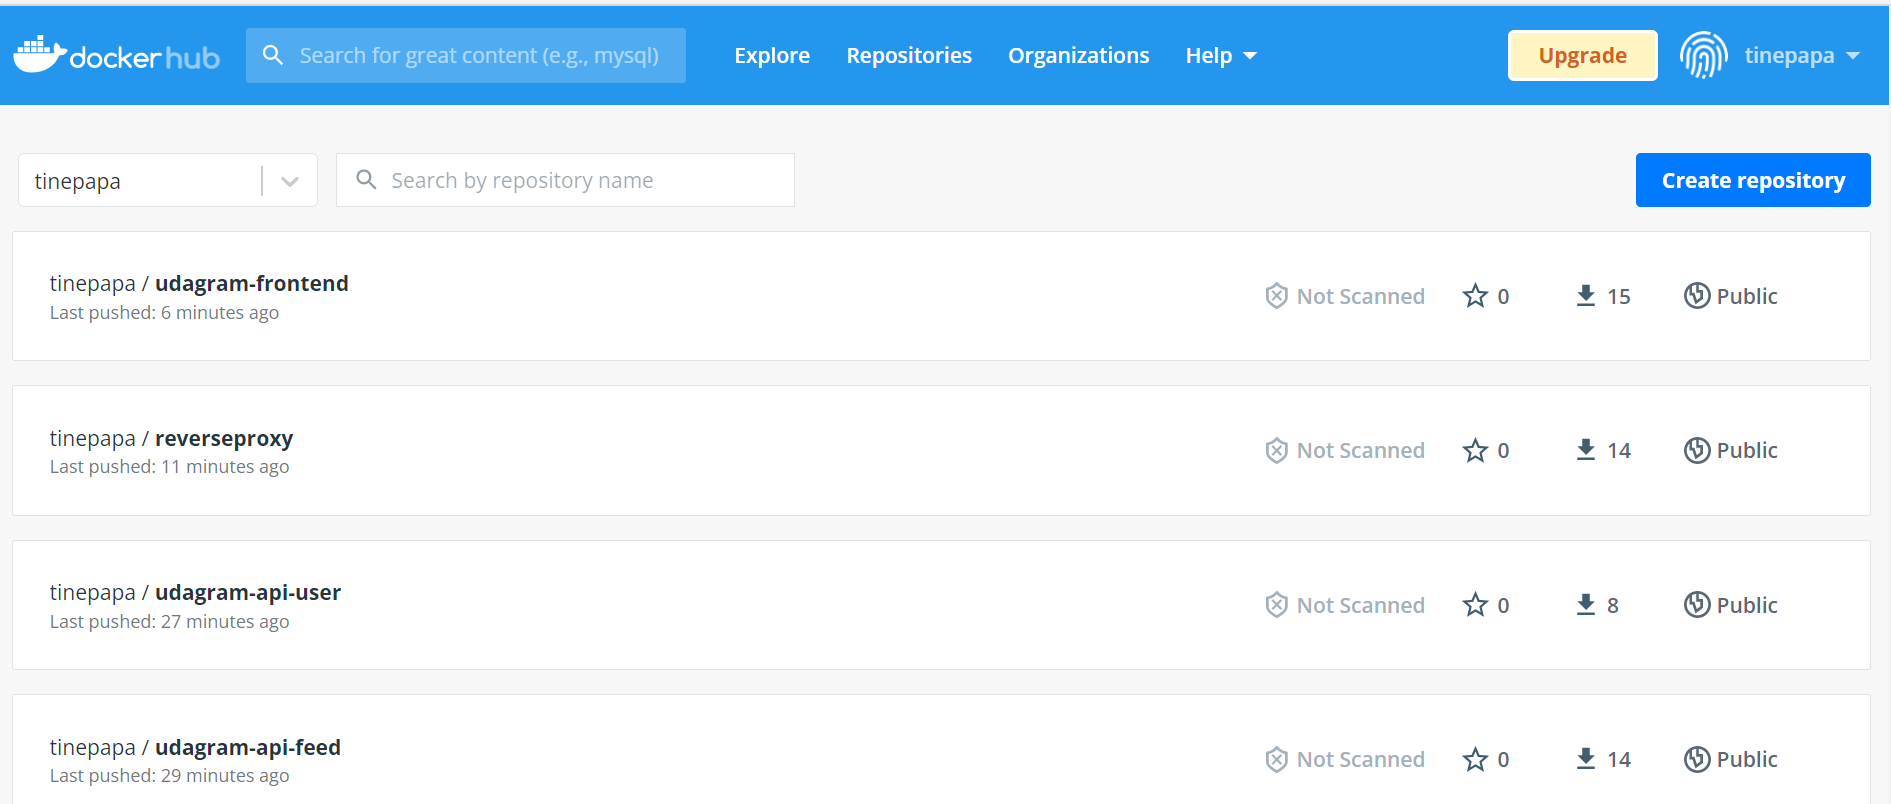 dockerhub Search for great content (e.g., mysql) Explore Repositories Organizations Help Upgrade tinepapa
tinepapa Search by repository name Create repository
tinepapa / udagram-frontend
Last pushed: 6 minutes ago
Not Scanned 0 15 Public
tinepapa / reverseproxy
Last pushed: 11 minutes ago
Not Scanned 0 14 Public
tinepapa / udagram-api-user
Last pushed: 27 minutes ago
Not Scanned 0 8 Public
tinepapa / udagram-api-feed
Last pushed: 29 minutes ago
Not Scanned 0 14 Public